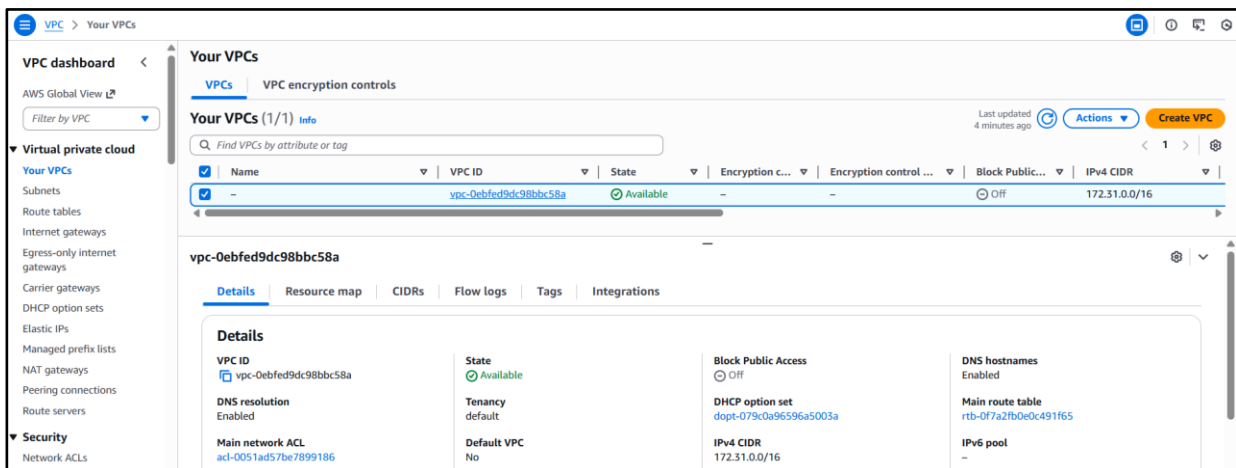 VPC > Your VPCs
VPC dashboard
AWS Global View
Filter by VPC
Virtual private cloud
Your VPCs
Subnets
Route tables
Internet gateways
Egress-only internet
gateways
Carrier gateways
DHCP option sets
Elastic IPs
Managed prefix lists
NAT gateways
Peering connections
Route servers
Security
Network ACLs
Your VPCs
VPCs VPC encryption controls
Your VPCs (1/1) Info
Last updated
4 minutes ago
Actions
Create VPC
Find VPCs by attribute or tag
1
Name VPC ID State Encryption c... Encryption control ... Block Public... IPv4 CIDR
– vpc-0ebfed9dc98bbc58a Available – – Off 172.31.0.0/16
vpc-0ebfed9dc98bbc58a
Details Resource map CIDRs Flow logs Tags Integrations
Details
VPC ID
vpc-0ebfed9dc98bbc58a
State
Available
Block Public Access
Off
DNS hostnames
Enabled
DNS resolution
Enabled
Tenancy
default
DHCP option set
dopt-079c0a96596a5003a
Main route table
rtb-0f7a2fb0e0c491f65
Main network ACL
acl-0051ad57be7899186
Default VPC
No
IPv4 CIDR
172.31.0.0/16
IPv6 pool
–